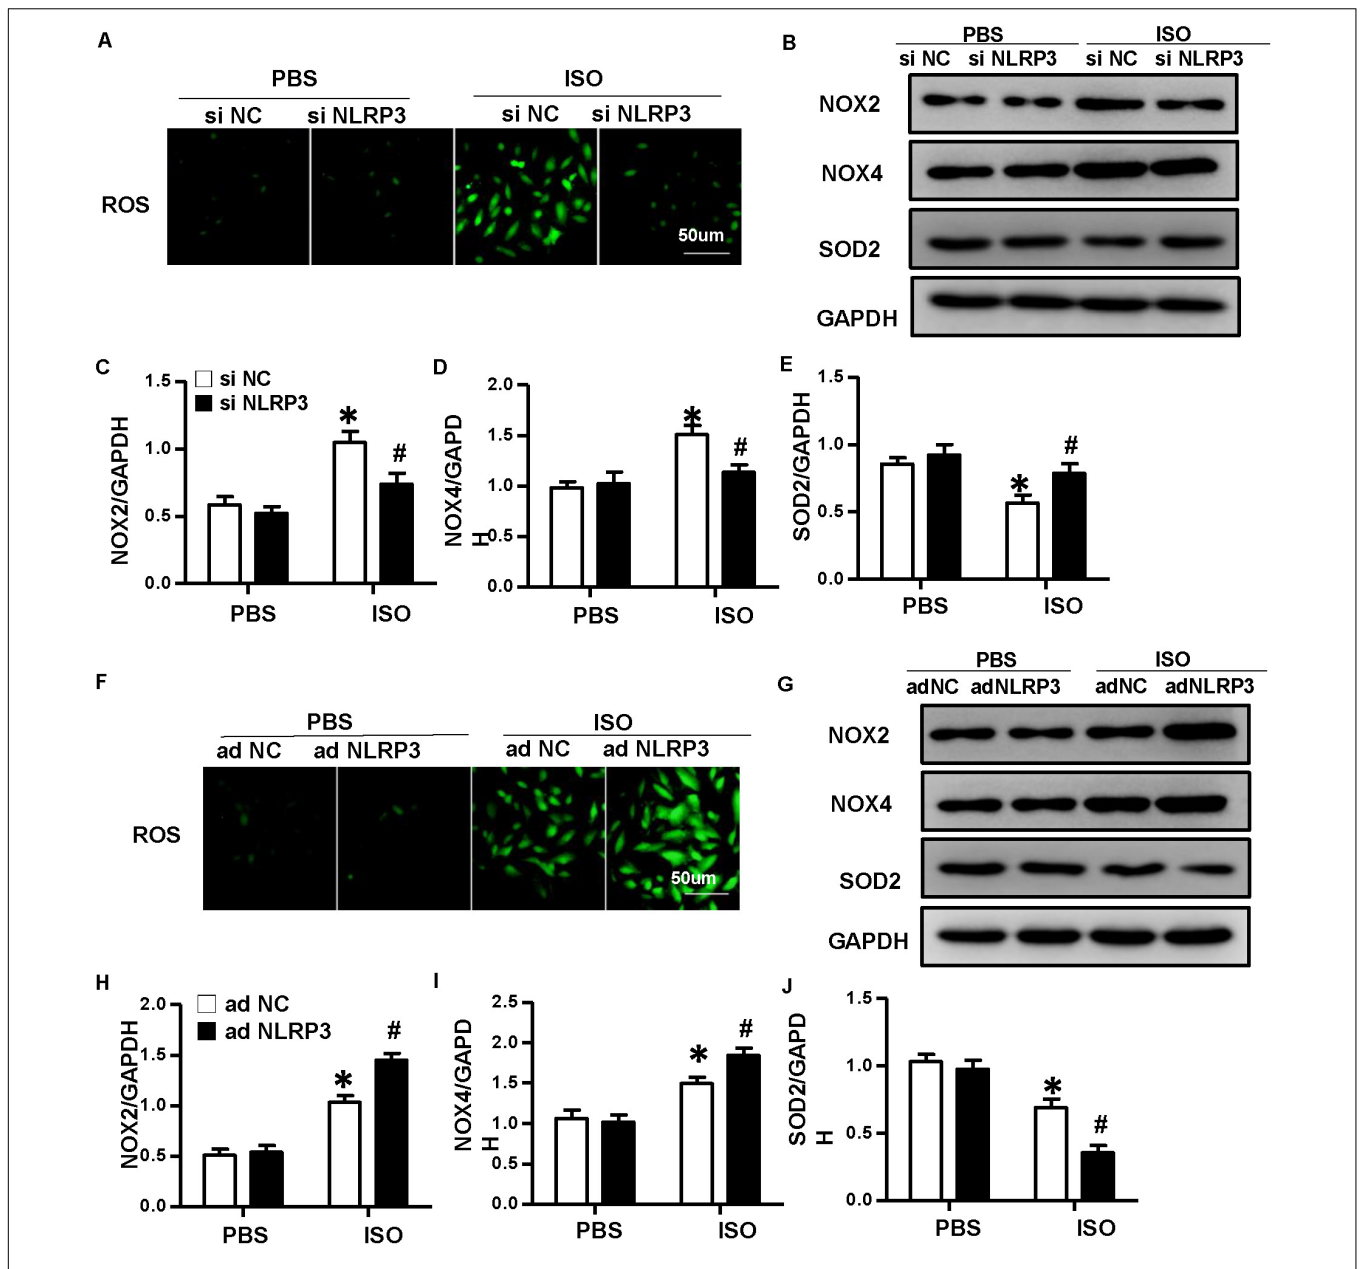 A
PBS
ISO
si NC
si NLRP3
si NC
si NLRP3
ROS
50um
B
PBS
ISO
si NC
si NLRP3
si NC
si NLRP3
NOX2
NOX4
SOD2
GAPDH
C
1.5
1.0
0.5
0.0
NOX2/GAPDH
si NC
si NLRP3
*
#
PBS
ISO
D
2.0
1.5
1.0
0.5
0.0
NOX4/GAPD
H
*
#
PBS
ISO
E
1.5
1.0
0.5
0.0
SOD2/GAPDH
*
#
PBS
ISO
F
PBS
ISO
ad NC
ad NLRP3
ad NC
ad NLRP3
ROS
50um
G
PBS
ISO
adNC
adNLRP3
adNC
adNLRP3
NOX2
NOX4
SOD2
GAPDH
H
2.0
1.5
1.0
0.5
0.0
NOX2/GAPDH
ad NC
ad NLRP3
*
#
PBS
ISO
I
2.5
2.0
1.5
1.0
0.5
0.0
NOX4/GAPD
H
*
#
PBS
ISO
J
1.5
1.0
0.5
0.0
SOD2/GAPD
H
*
#
PBS
ISO